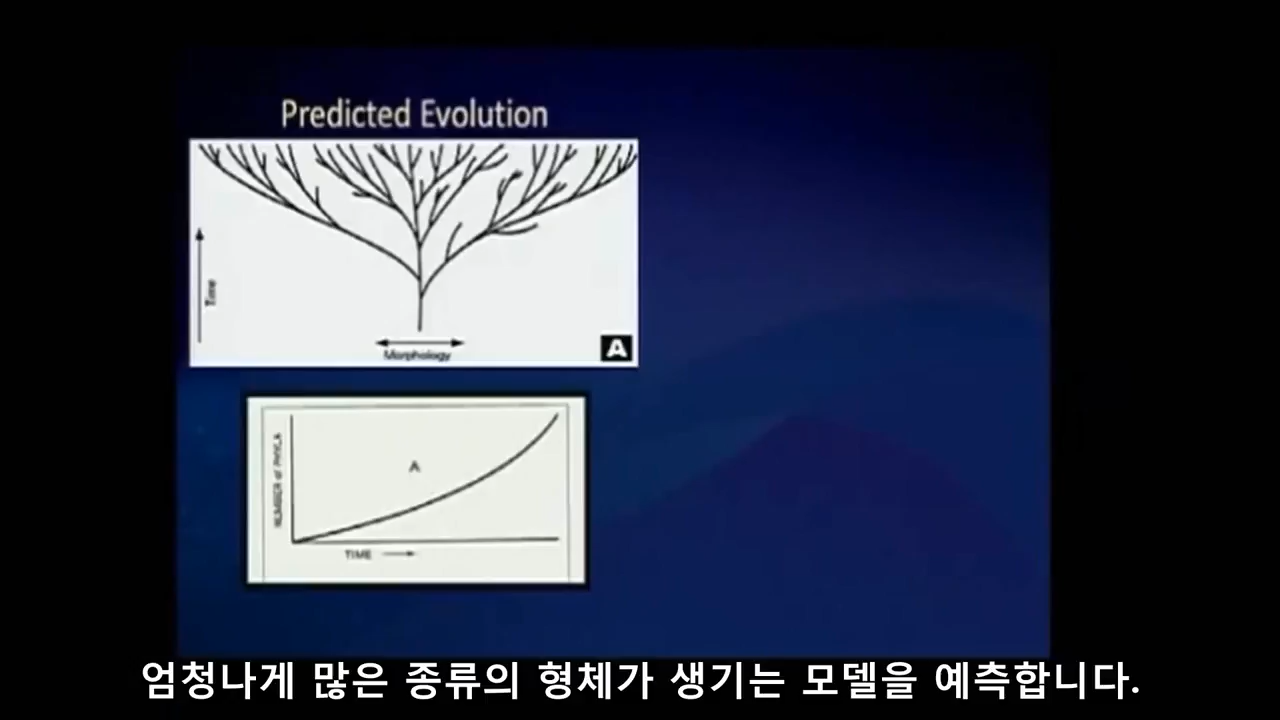 Predicted Evolution
Time
Morphology
A
NUMBER of PHYLA
A
TIME
엄청나게 많은 종류의 형체가 생기는 모델을 예측합니다.